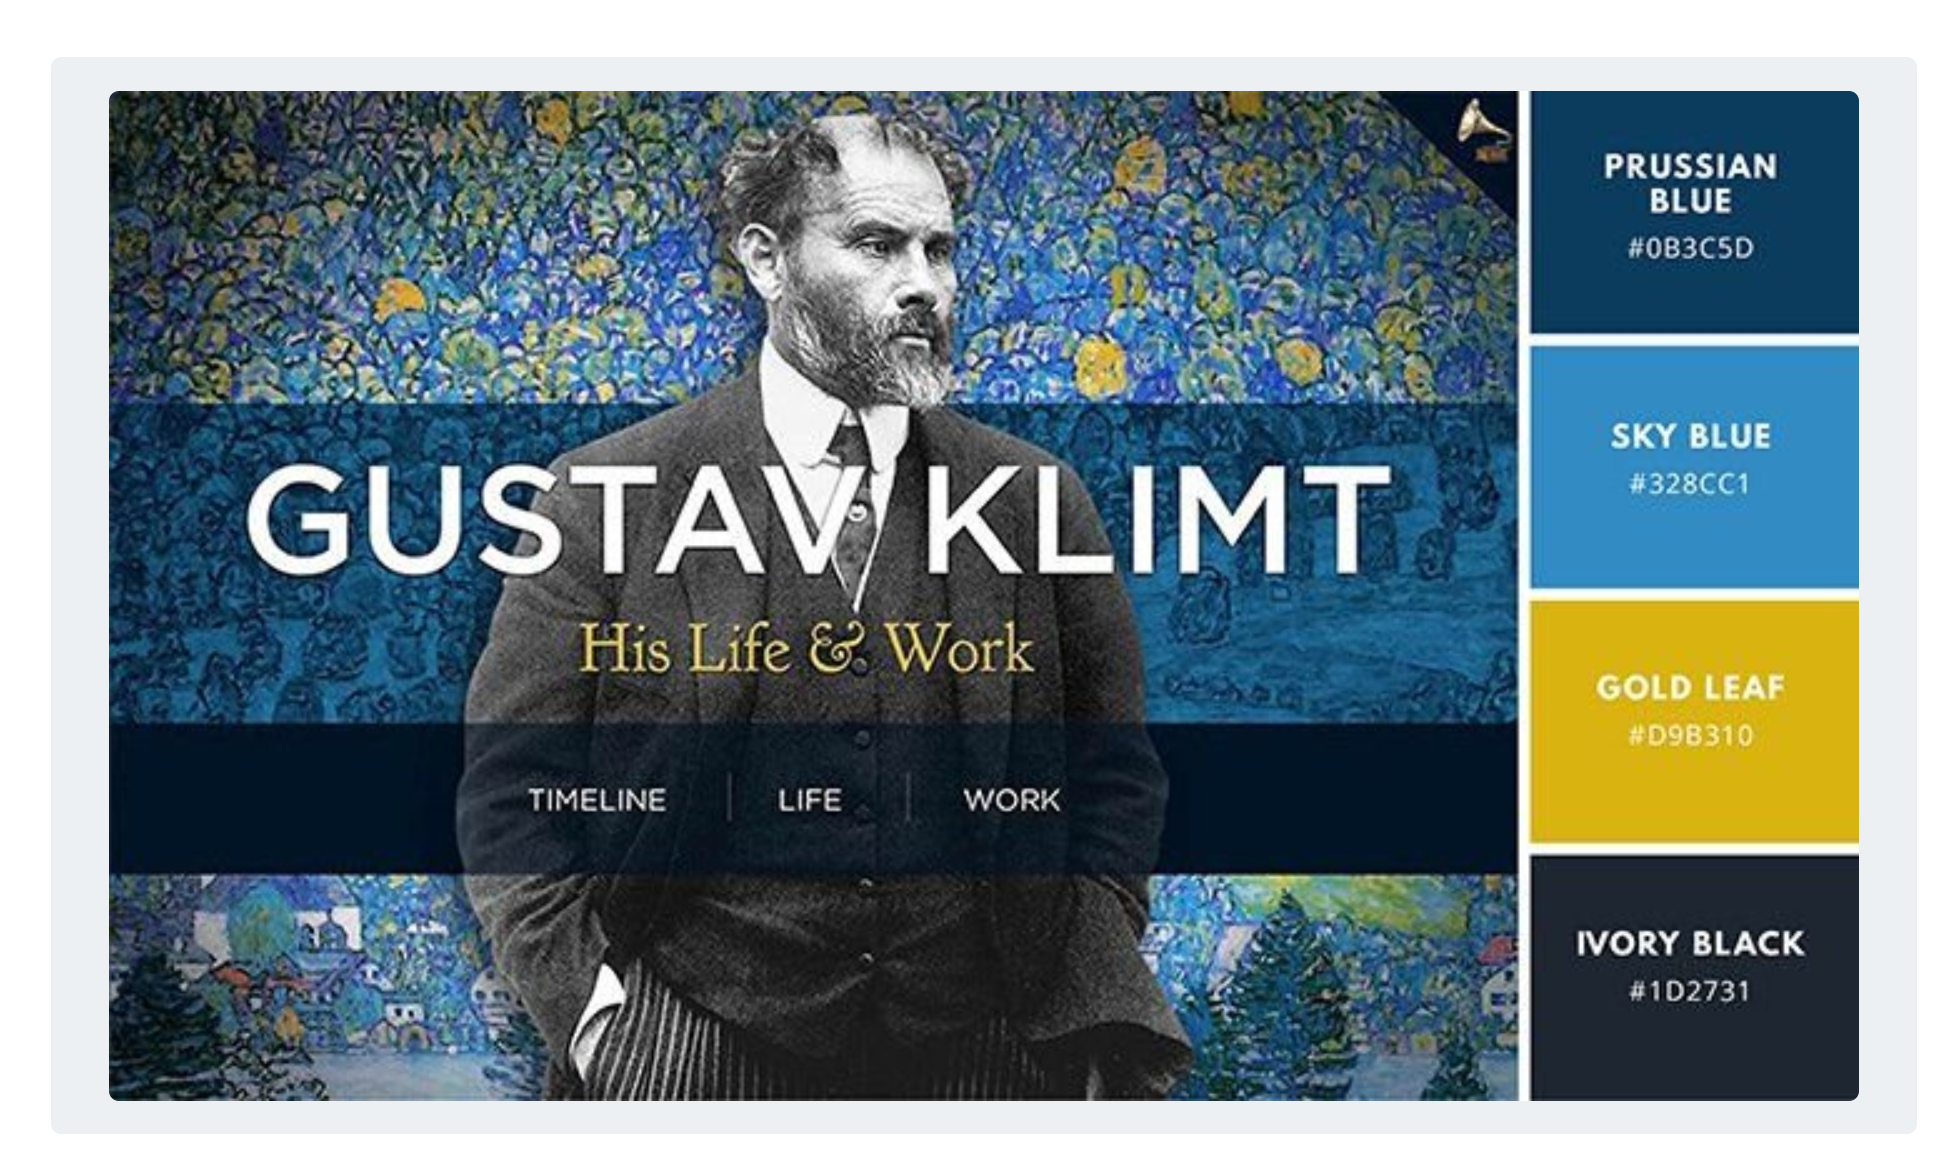 GUSTAV KLIMT
His Life & Work
TIMELINE
LIFE
WORK
PRUSSIAN
BLUE
#0B3C5D
SKY BLUE
#328CC1
GOLD LEAF
#D9B310
IVORY BLACK
#1D2731